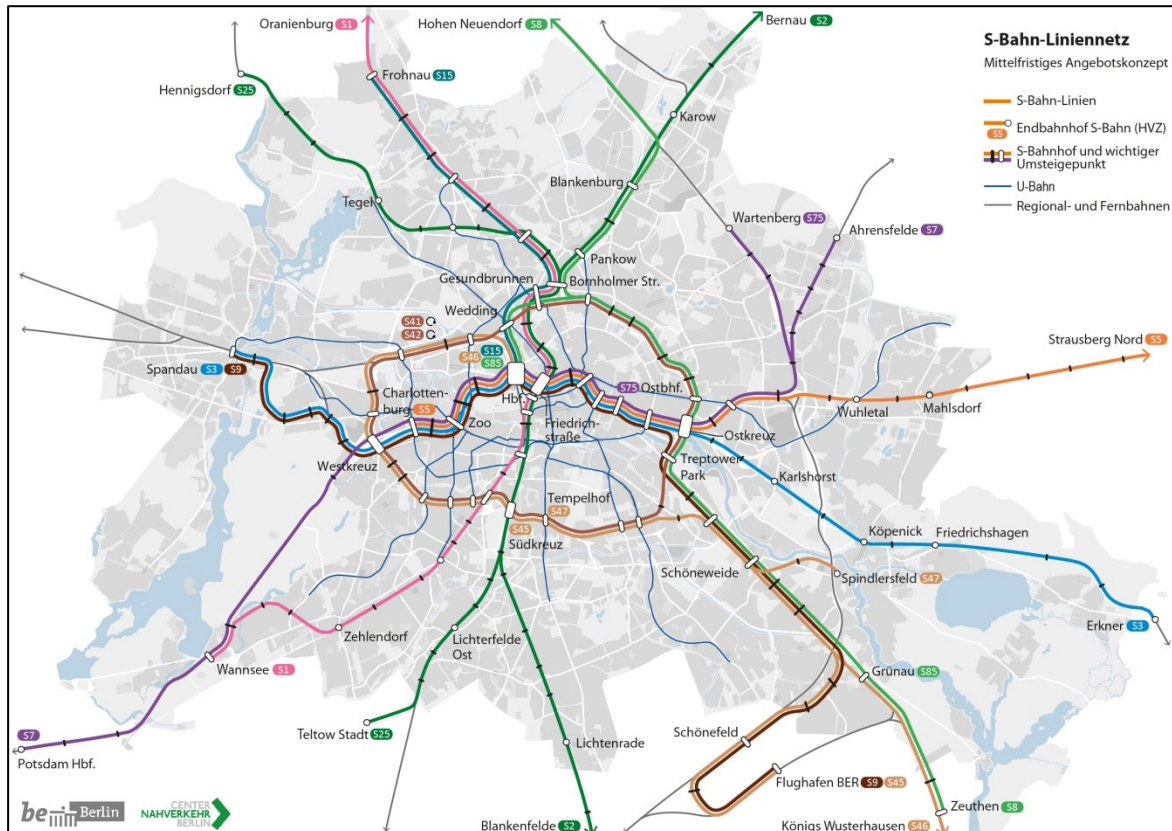 Oranienburg S1
Hohen Neuendorf S8
Bernau S2
S-Bahn-Liniennetz
Mittelfristiges Angebotskonzept
S-Bahn-Linien
S5
Endbahnhof S-Bahn (HVZ)
S-Bahnhof und wichtiger
Umsteigepunkt
U-Bahn
Regional- und Fernbahnen
Frohnau S15
Hennigsdorf S25
Karow
Blankenburg
Tegel
Wartenberg S75
Ahrensfelde S7
Pankow
Gesundbrunnen
Bornholmer Str.
Wedding
S41
S42
S46
S15
S85
Strausberg Nord S5
Spandau S3 S9
Charlotten-
burg S5
Hbf.
S75 Ostbhf.
Zoo
Friedrich-
straße
Wuhletal
Mahlsdorf
Ostkreuz
Westkreuz
Treptower
Park
Karlshorst
Tempelhof
S47
S45
Südkreuz
Köpenick
Friedrichshagen
Schöneweide
Spindlersfeld S47
Erkner S3
Zehlendorf
Lichterfelde
Ost
Wannsee S1
Grünau S85
S7
Potsdam Hbf.
Teltow Stadt S25
Lichtenrade
Schönefeld
Flughafen BER S9 S45
Zeuthen S8
Blankenfelde S2
Königs Wusterhausen S46
be Berlin
CENTER
NAHVERKEHR
BERLIN